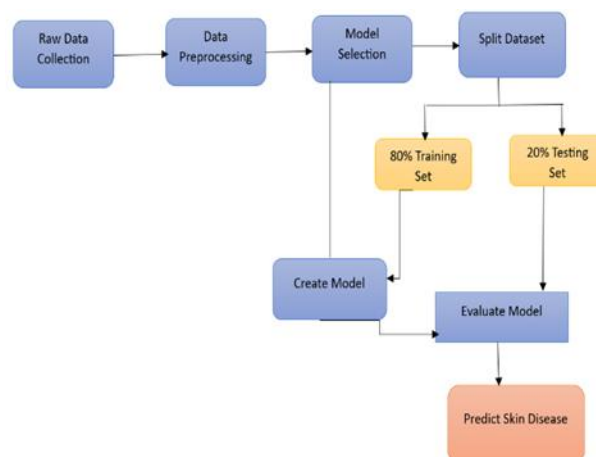 Raw Data
Collection
Data
Preprocessing
Model
Selection
Split Dataset
80% Training
Set
20% Testing
Set
Create Model
Evaluate Model
Predict Skin Disease